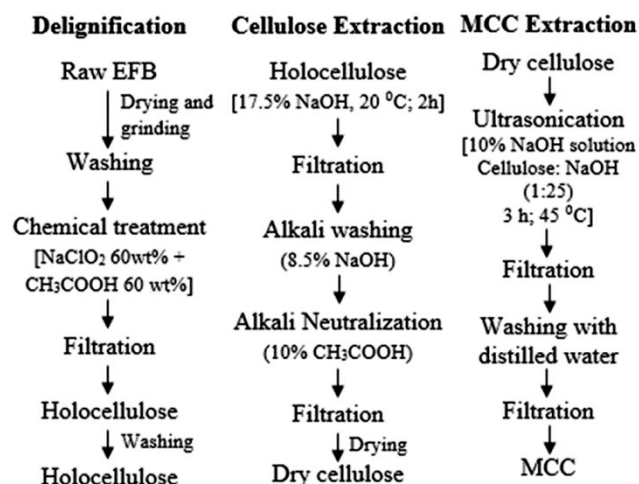 Delignification
Raw EFB
Drying and
grinding
Washing
Chemical treatment
[NaClO₂ 60wt% +
CH₃COOH 60 wt%]
Filtration
Holocellulose
Washing
Holocellulose
Cellulose Extraction
Holocellulose
[17.5% NaOH, 20 ⁰C; 2h]
Filtration
Alkali washing
(8.5% NaOH)
Alkali Neutralization
(10% CH₃COOH)
Filtration
Drying
Dry cellulose
MCC Extraction
Dry cellulose
Ultrasonication
[10% NaOH solution
Cellulose: NaOH
(1:25)
3 h; 45 ⁰C]
Filtration
Washing with
distilled water
Filtration
MCC